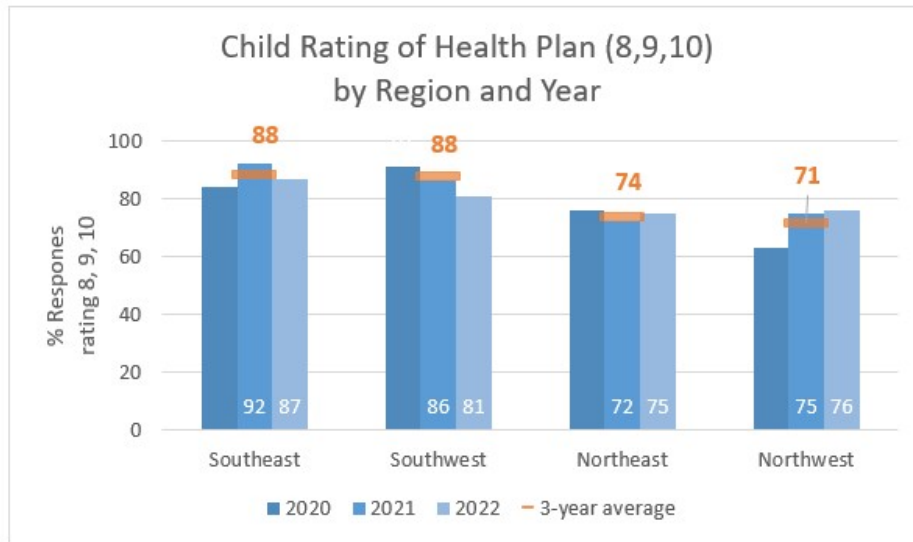 Child Rating of Health Plan (8,9,10)
by Region and Year
% Respones
rating 8, 9, 10
100
80
60
40
20
0
88
88
74
71
92 87
86 81
72 75
75 76
Southeast
Southwest
Northeast
Northwest
2020 2021 2022 3-year average